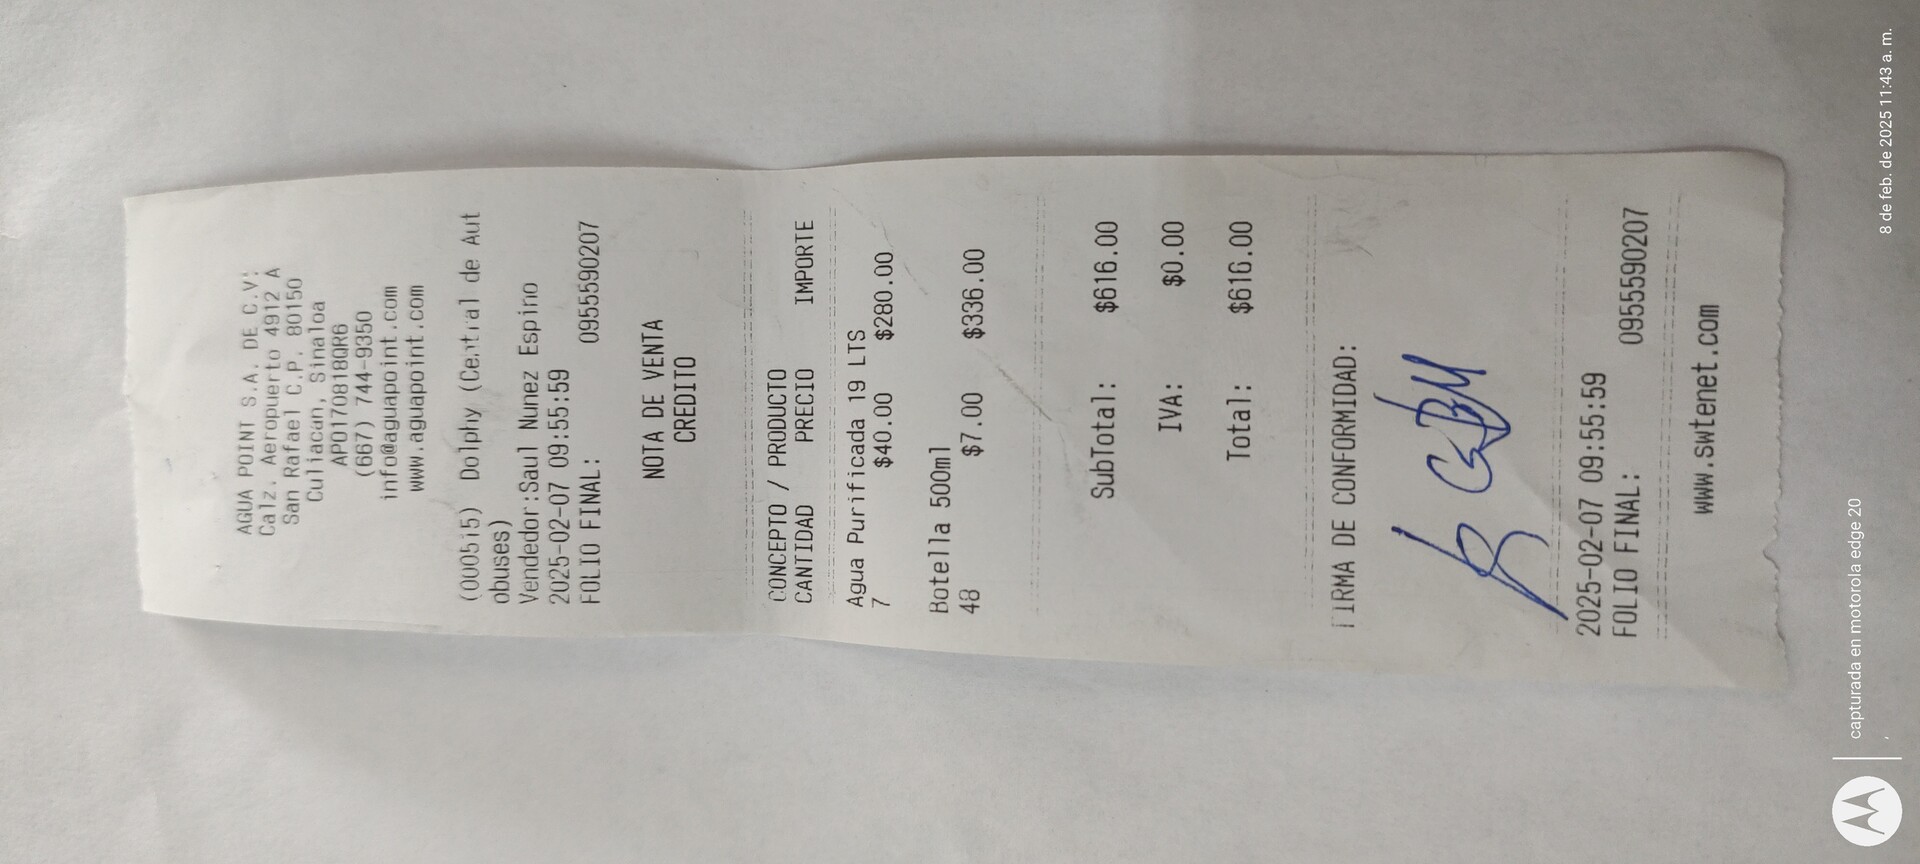 AGUA POINT S.A. DE C.V.
Calz. Aeropuerto 4912 A
San Rafael C.P. 80150
Culiacan, Sinaloa
APO170818QR6
(667) 744-9350
info@aguapoint.com
www.aguapoint.com
(000515) Dolphy (Central de Aut
obuses)
Vendedor:Saul Nunez Espino
2025-02-07 09:55:59
FOLIO FINAL: 0955590207
NOTA DE VENTA
CREDITO
CONCEPTO / PRODUCTO
CANTIDAD PRECIO IMPORTE
Agua Purificada 19 LTS
7 $40.00 $280.00
Botella 500ml
48 $7.00 $336.00
SubTotal: $616.00
IVA: $0.00
Total: $616.00
FIRMA DE CONFORMIDAD:
2025-02-07 09:55:59
FOLIO FINAL: 0955590207
www.swtenet.com
capturada en motorola edge 20
8 de feb. de 2025 11:43 a. m.